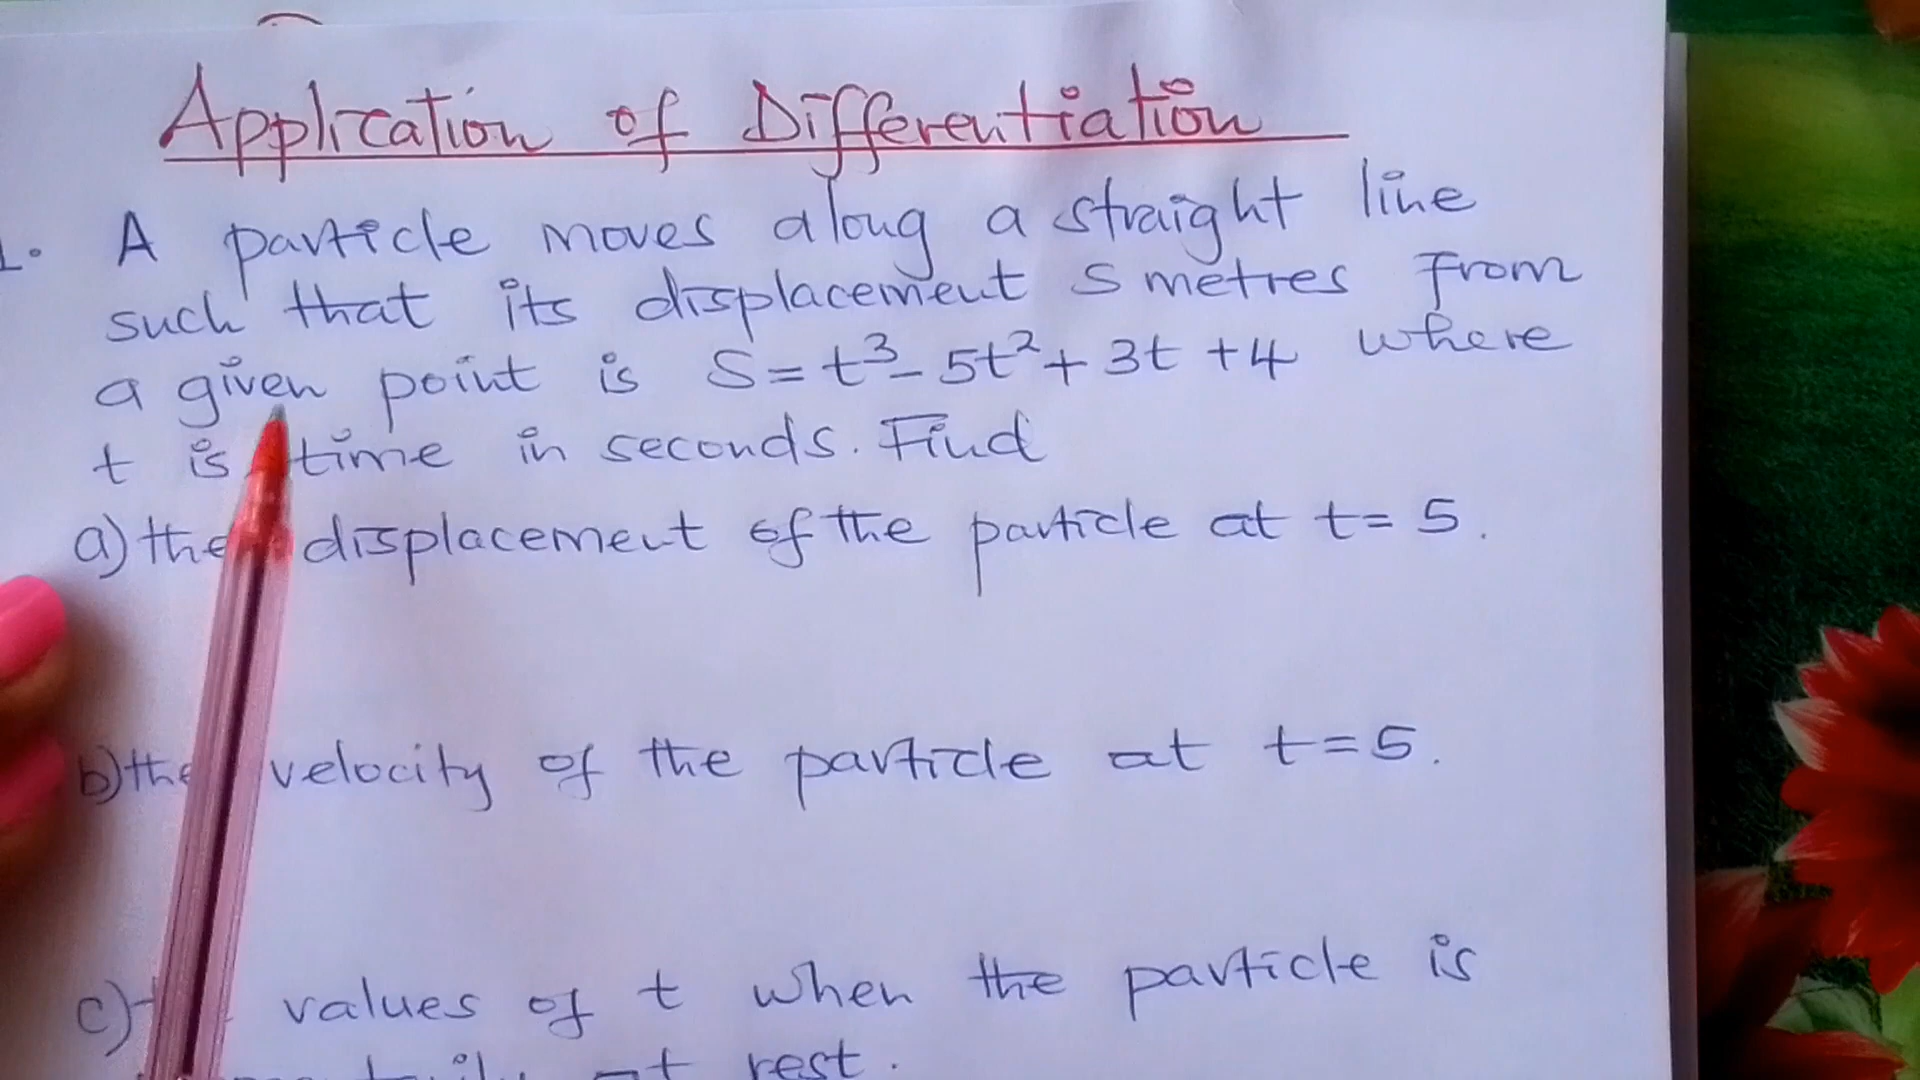 Application of Differentiation
1. A particle moves along a straight line
such that its displacement S metres from
a given point is S = t³ - 5t² + 3t + 4 where
t is time in seconds. Find
a) the displacement of the particle at t = 5.
b) the velocity of the particle at t = 5.
c) values of t when the particle is
at rest.